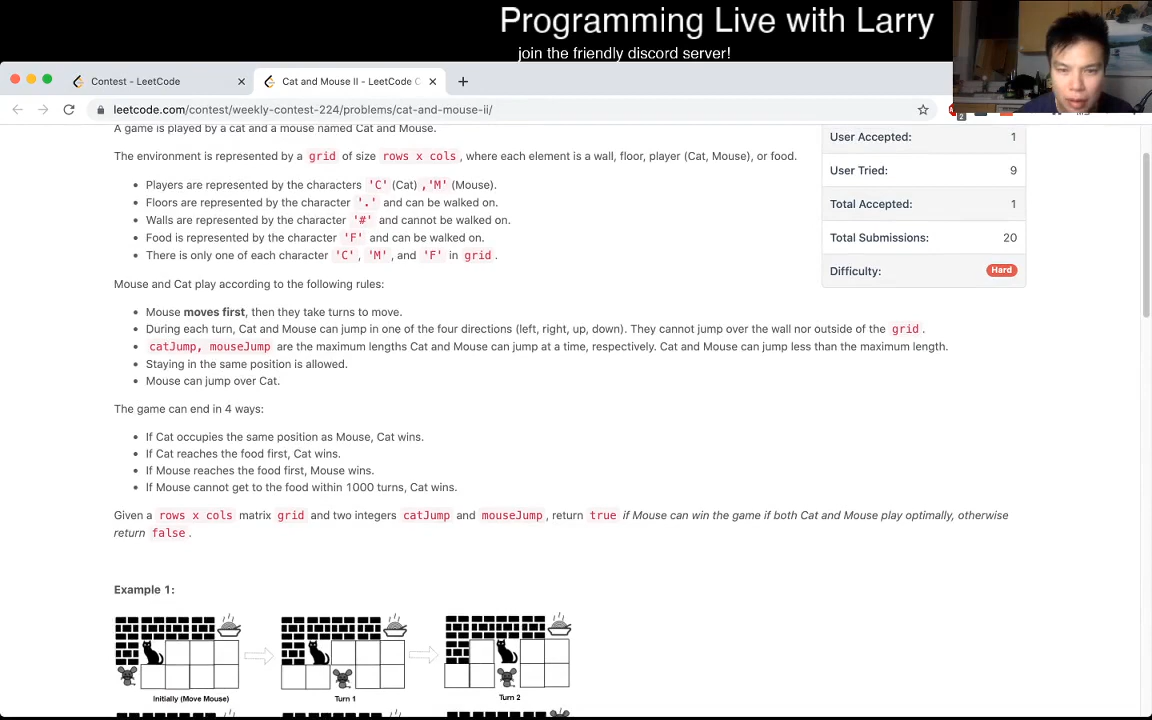 Programming Live with Larry
join the friendly discord server!
Contest - LeetCode
Cat and Mouse II - LeetCode C
leetcode.com/contest/weekly-contest-224/problems/cat-and-mouse-ii/
2
A game is played by a cat and a mouse named Cat and Mouse.
The environment is represented by a grid of size rows x cols, where each element is a wall, floor, player (Cat, Mouse), or food.
Players are represented by the characters 'C' (Cat) ,'M' (Mouse).
Floors are represented by the character '.' and can be walked on.
Walls are represented by the character '#' and cannot be walked on.
Food is represented by the character 'F' and can be walked on.
There is only one of each character 'C', 'M', and 'F' in grid.
Mouse and Cat play according to the following rules:
Mouse moves first, then they take turns to move.
During each turn, Cat and Mouse can jump in one of the four directions (left, right, up, down). They cannot jump over the wall nor outside of the grid.
catJump, mouseJump are the maximum lengths Cat and Mouse can jump at a time, respectively. Cat and Mouse can jump less than the maximum length.
Staying in the same position is allowed.
Mouse can jump over Cat.
The game can end in 4 ways:
If Cat occupies the same position as Mouse, Cat wins.
If Cat reaches the food first, Cat wins.
If Mouse reaches the food first, Mouse wins.
If Mouse cannot get to the food within 1000 turns, Cat wins.
Given a rows x cols matrix grid and two integers catJump and mouseJump, return true if Mouse can win the game if both Cat and Mouse play optimally, otherwise
return false.
Example 1:
Initially (Move Mouse) Turn 1 Turn 2
User Accepted: 1
User Tried: 9
Total Accepted: 1
Total Submissions: 20
Difficulty: Hard